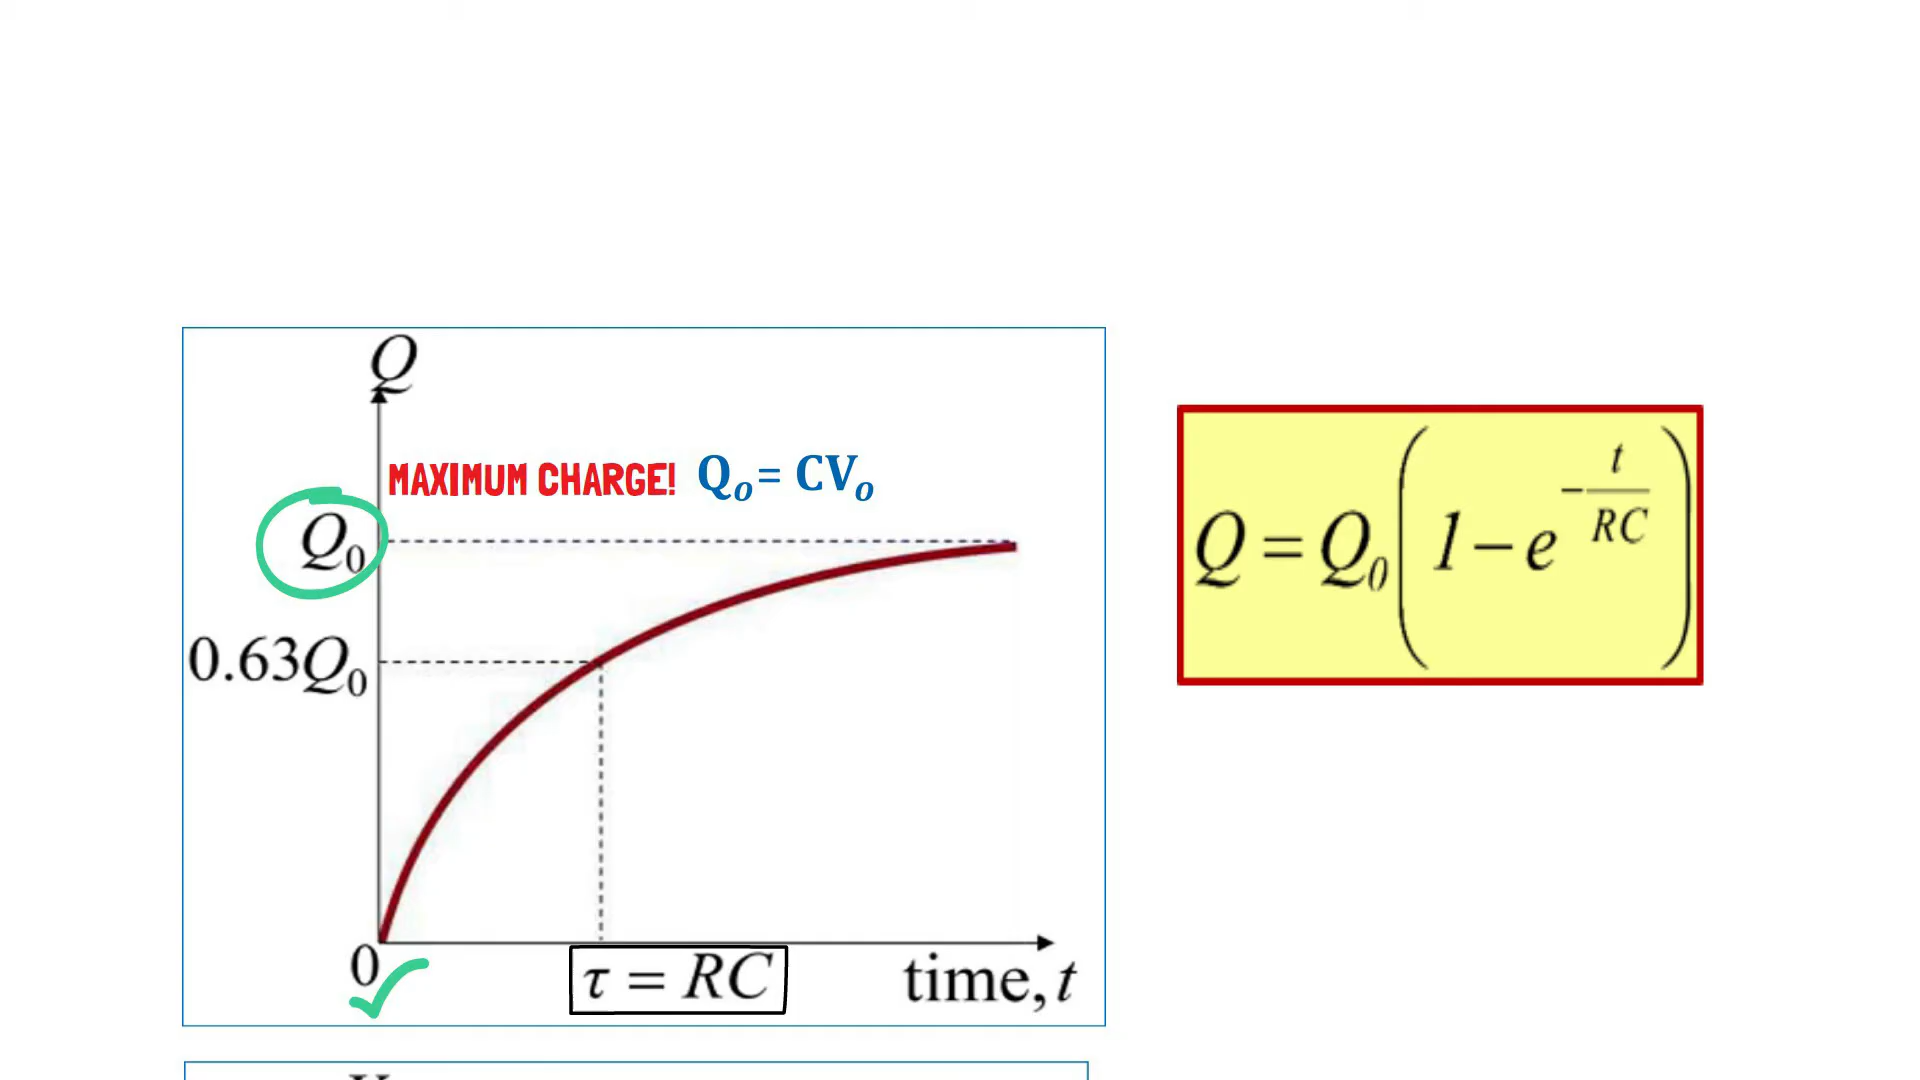 Q
MAXIMUM CHARGE! Qo = CVo
Q0
0.63Q0
0
τ = RC
time, t
Q = Q0(1 − e^(−t/RC))